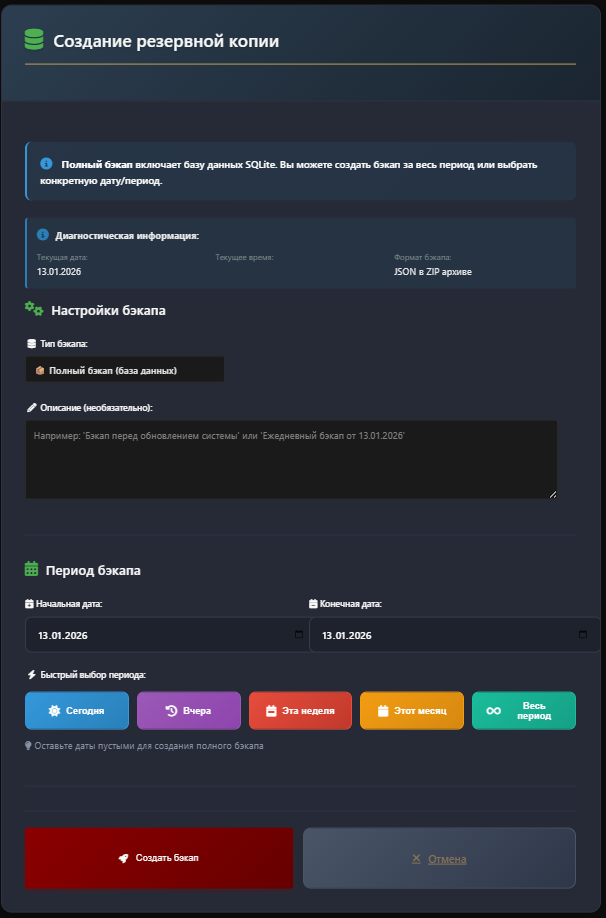 Создание резервной копии
Полный бэкап включает базу данных SQLite. Вы можете создать бэкап за весь период или выбрать
конкретную дату/период.
Диагностическая информация:
Текущая дата: Текущее время: Формат бэкапа:
13.01.2026 JSON в ZIP архиве
Настройки бэкапа
Тип бэкапа:
Полный бэкап (база данных)
Описание (необязательно):
Например: 'Бэкап перед обновлением системы' или 'Ежедневный бэкап от 13.01.2026'
Период бэкапа
Начальная дата: Конечная дата:
13.01.2026 13.01.2026
Быстрый выбор периода:
Сегодня Вчера Эта неделя Этот месяц Весь
период
Оставьте даты пустыми для создания полного бэкапа
Создать бэкап Отмена